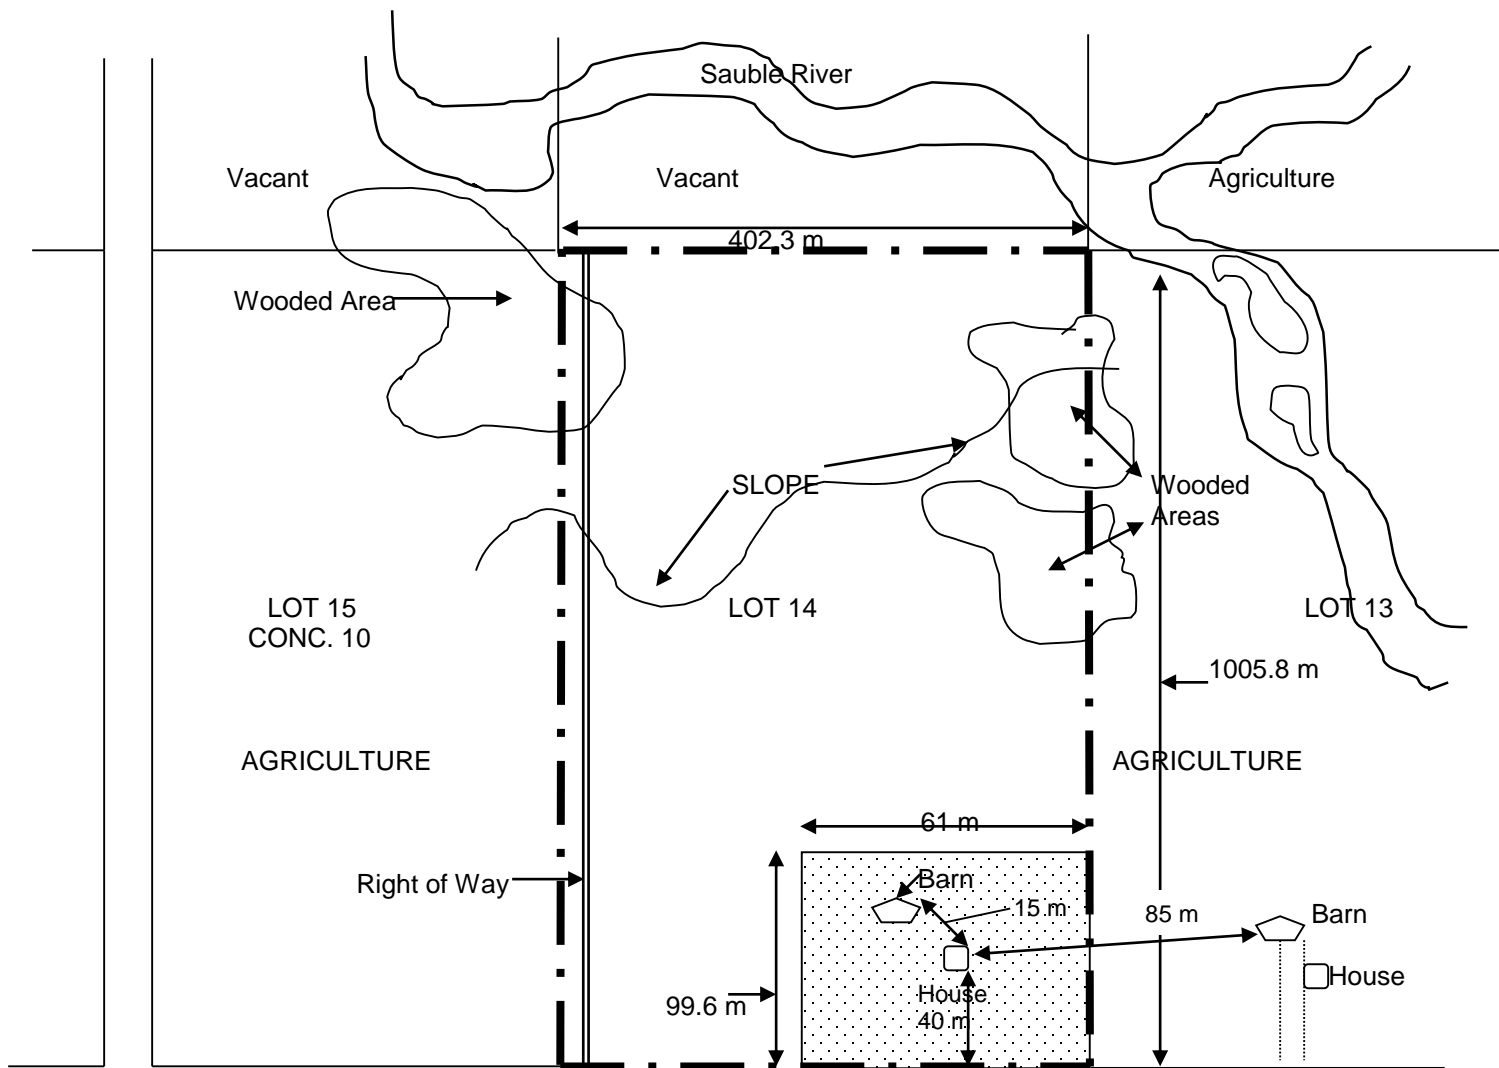 Sauble River
Vacant
Vacant
Agriculture
402.3 m
Wooded Area
SLOPE
Wooded
Areas
LOT 15
CONC. 10
LOT 14
LOT 13
1005.8 m
AGRICULTURE
AGRICULTURE
61 m
Right of Way
Barn
15 m
85 m
Barn
House
House
40 m
99.6 m